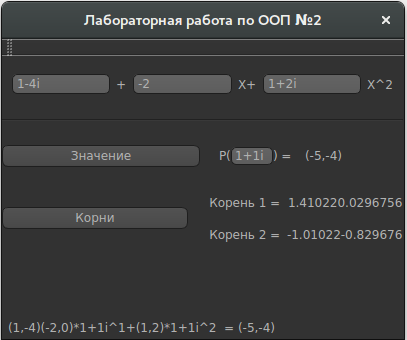 Лабораторная работа по ООП №2
1-4i + -2 X+ 1+2i X^2
Значение P( 1+1i ) = (-5,-4)
Корень 1 = 1.410220.0296756
Корни
Корень 2 = -1.01022-0.829676
(1,-4)(-2,0)*1+1i^1+(1,2)*1+1i^2 = (-5,-4)